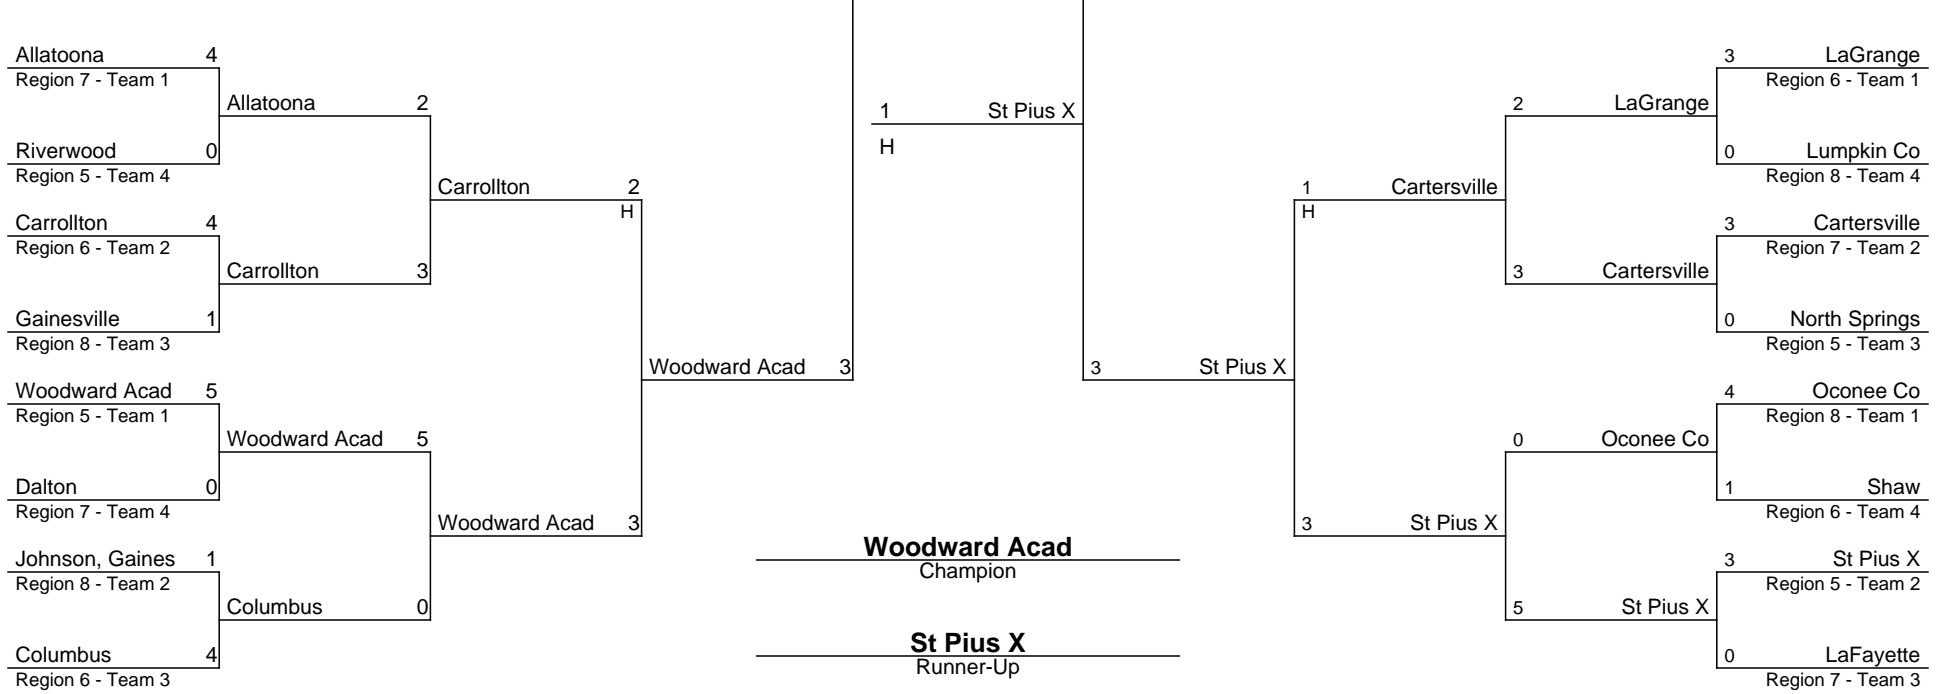 Allatoona 4
Region 7 - Team 1
Allatoona 2
Riverwood 0
Region 5 - Team 4
Carrollton 2
H
Carrollton 4
Region 6 - Team 2
Carrollton 3
Gainesville 1
Region 8 - Team 3
Woodward Acad 3
Woodward Acad 5
Region 5 - Team 1
Woodward Acad 5
Dalton 0
Region 7 - Team 4
Woodward Acad 3
Johnson, Gaines 1
Region 8 - Team 2
Columbus 0
Columbus 4
Region 6 - Team 3
1 St Pius X
H
3 St Pius X
Woodward Acad
Champion
St Pius X
Runner-Up
3 LaGrange
Region 6 - Team 1
2 LaGrange
0 Lumpkin Co
Region 8 - Team 4
1 Cartersville
H
3 Cartersville
Region 7 - Team 2
3 Cartersville
0 North Springs
Region 5 - Team 3
4 Oconee Co
Region 8 - Team 1
0 Oconee Co
1 Shaw
Region 6 - Team 4
3 St Pius X
3 St Pius X
Region 5 - Team 2
5 St Pius X
0 LaFayette
Region 7 - Team 3